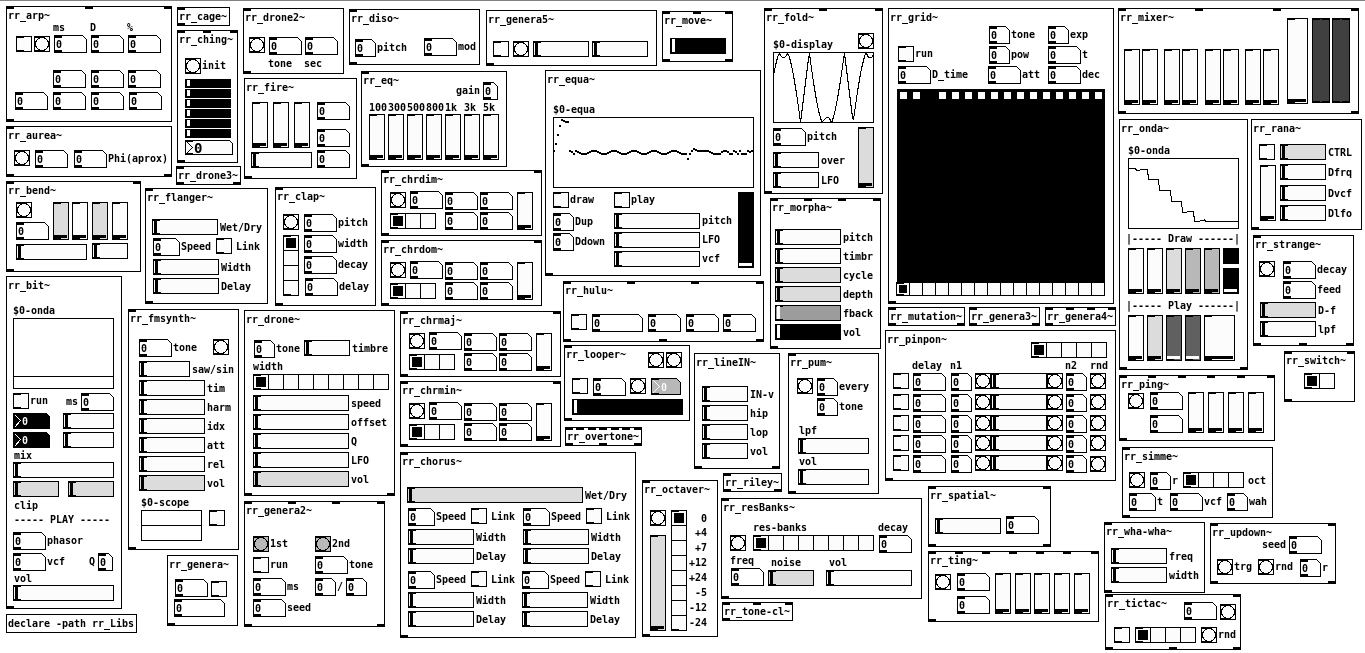 rr_arp~
ms D %
0 0 0
0 0 0
0 0 0 0
rr_aurea~
0 0 Phi(aprox)
rr_bend~
0
rr_bit~
$0-onda
run ms 0
0
0
mix
clip
----- PLAY -----
0 phasor
0 vcf Q 0
vol
declare -path rr_Libs
rr_cage~
rr_ching~
init
0
rr_drone3~
rr_flanger~
Wet/Dry
0 Speed Link
Width
Delay
rr_fmsynth~
0 tone
saw/sin
tim
harm
idx
att
rel
vol
$0-scope
rr_genera~
0
0
rr_drone2~
0 0
tone sec
rr_fire~
0
0
0
rr_clap~
0 pitch
0 width
0 decay
0 delay
rr_drone~
0 tone timbre
width
speed
offset
Q
LFO
vol
rr_genera2~
1st 2nd
run 0 tone
0 ms 0 / 0
0 seed
rr_diso~
0 pitch 0 mod
rr_eq~
gain 0
100 300 500 800 1k 3k 5k
rr_chrdim~
0 0 0
0 0
rr_chrdom~
0 0 0
0 0
rr_chrmaj~
0 0 0
0 0
rr_chrmin~
0 0 0
0 0
rr_chorus~
Wet/Dry
0 Speed Link 0 Speed Link
Width Width
Delay Delay
0 Speed Link 0 Speed Link
Width Width
Delay Delay
rr_genera5~
rr_move~
rr_equa~
$0-equa
draw play
0 Dup pitch
0 Ddown LFO
vcf
rr_hulu~
0 0 0 0
rr_looper~
0 0
rr_overtone~
rr_octaver~
0
+4
+7
+12
+24
-5
-12
-24
rr_lineIN~
IN-v
hip
lop
vol
rr_riley~
rr_resBanks~
res-banks decay
0
freq noise vol
0
rr_tone-cl~
rr_fold~
$0-display
0 pitch
over
LFO
rr_morpha~
pitch
timbr
cycle
depth
fback
vol
rr_pum~
0 every
0 tone
lpf
vol
rr_grid~
0 tone 0 exp
run 0 pow 0 t
0 D_time 0 att 0 dec
rr_mutation~
rr_genera3~
rr_genera4~
rr_pinpon~
delay n1 n2 rnd
0 0 0
0 0 0
0 0 0
0 0 0
0 0 0
rr_spatial~
0
rr_ting~
0
0
rr_mixer~
rr_onda~
$0-onda
|------ Draw ------|
|------ Play ------|
rr_rana~
CTRL
Dfrq
Dvcf
Dlfo
rr_strange~
0 decay
0 feed
D-f
lpf
rr_switch~
rr_ping~
0
0
rr_simme~
0 r oct
0 t 0 vcf 0 wah
rr_wha-wha~
freq
width
rr_updown~
seed 0
trg rnd 0 r
rr_tictac~
0
rnd